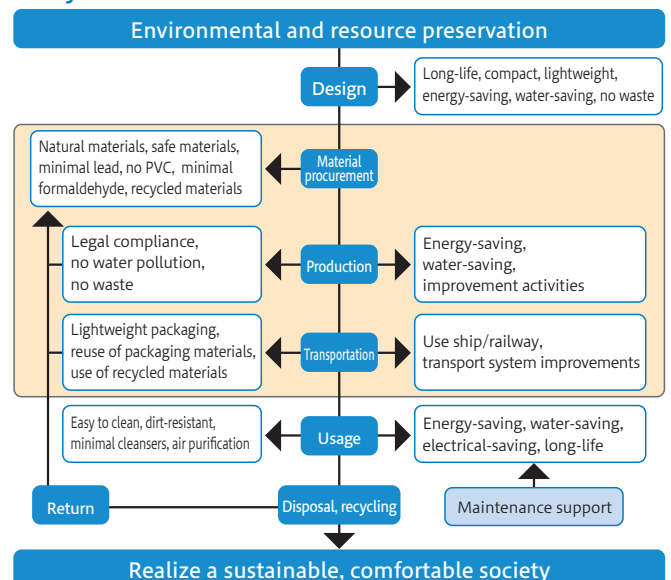 Environmental and resource preservation
Design
Long-life, compact, lightweight,
energy-saving, water-saving, no waste
Natural materials, safe materials,
minimal lead, no PVC, minimal
formaldehyde, recycled materials
Material
procurement
Legal compliance,
no water pollution,
no waste
Production
Energy-saving,
water-saving,
improvement activities
Lightweight packaging,
reuse of packaging materials,
use of recycled materials
Transportation
Use ship/railway,
transport system improvements
Easy to clean, dirt-resistant,
minimal cleansers, air purification
Usage
Energy-saving, water-saving,
electrical-saving, long-life
Return
Disposal, recycling
Maintenance support
Realize a sustainable, comfortable society